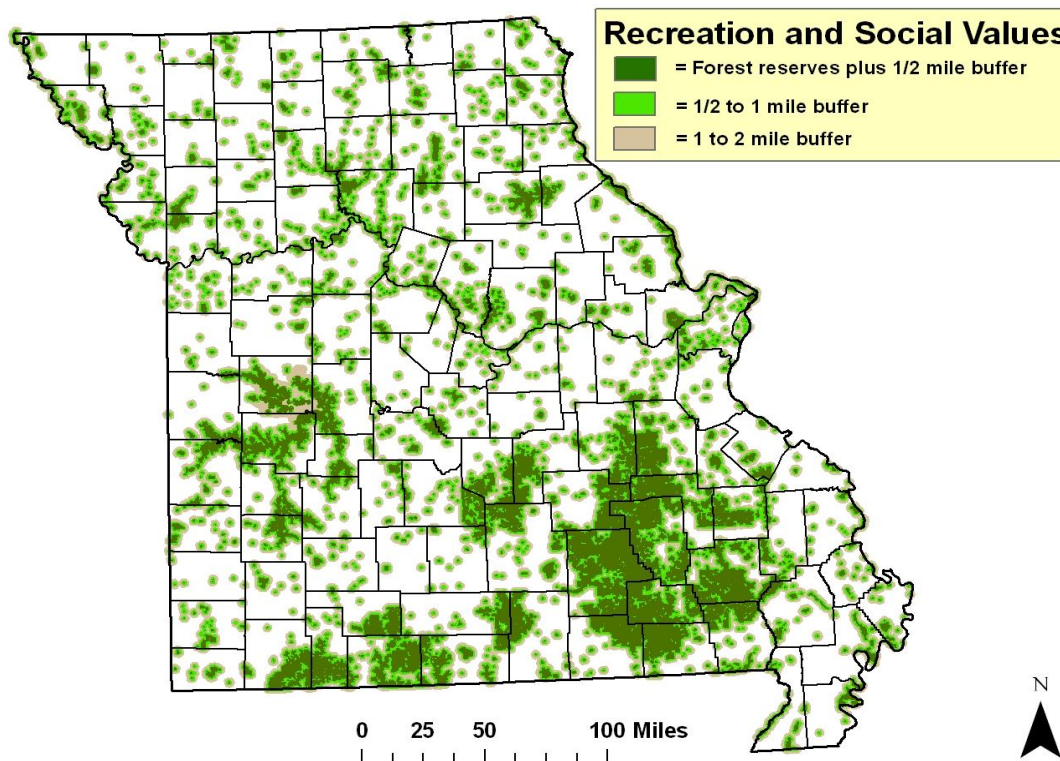 Recreation and Social Values
= Forest reserves plus 1/2 mile buffer
= 1/2 to 1 mile buffer
= 1 to 2 mile buffer
N
0 25 50 100 Miles